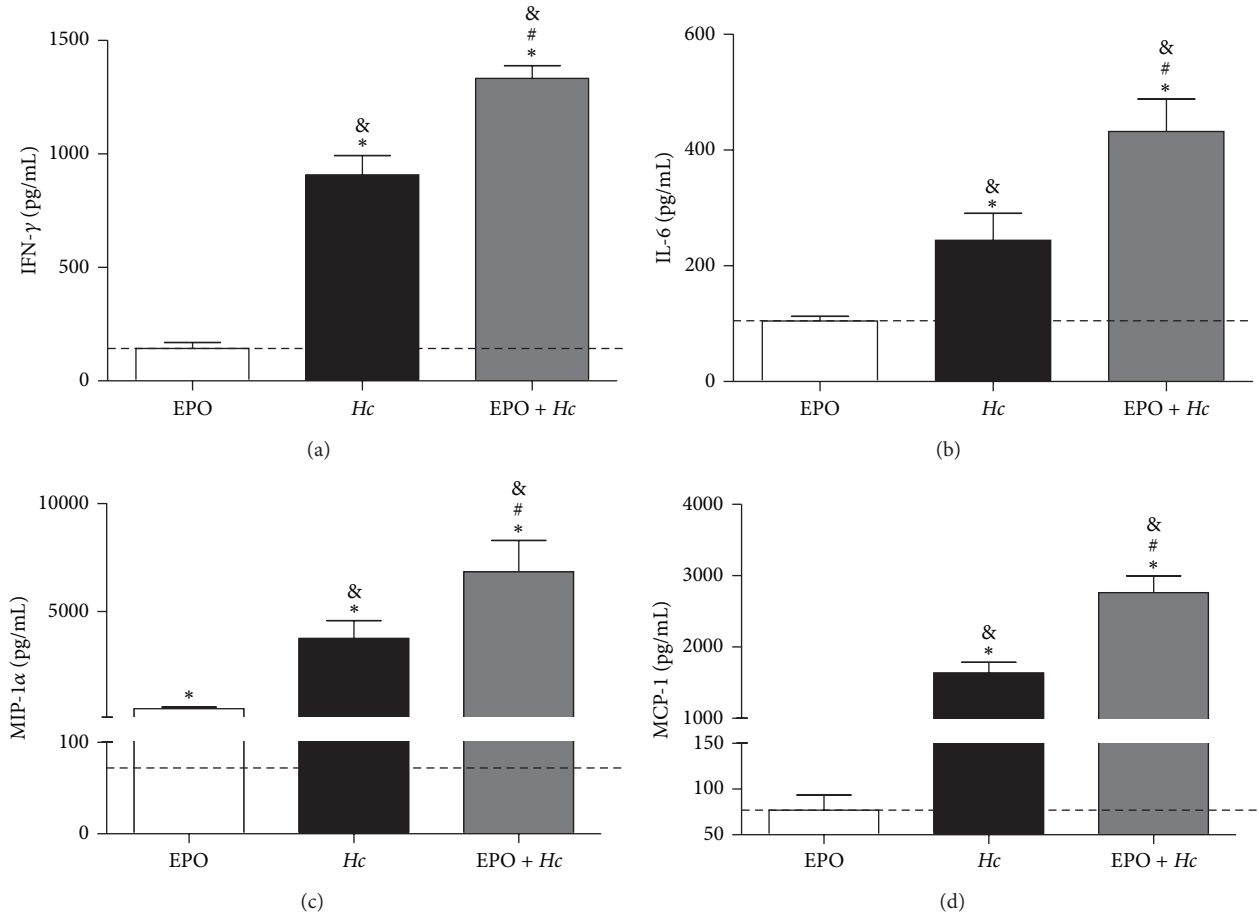 &
#
*
&
*
1500
1000
500
0
IFN-γ (pg/mL)
EPO
Hc
EPO + Hc
(a)
&
#
*
&
*
600
400
200
0
IL-6 (pg/mL)
EPO
Hc
EPO + Hc
(b)
&
#
*
&
*
*
10000
5000
100
0
MIP-1α (pg/mL)
EPO
Hc
EPO + Hc
(c)
&
#
*
&
*
4000
3000
2000
1000
150
100
50
MCP-1 (pg/mL)
EPO
Hc
EPO + Hc
(d)